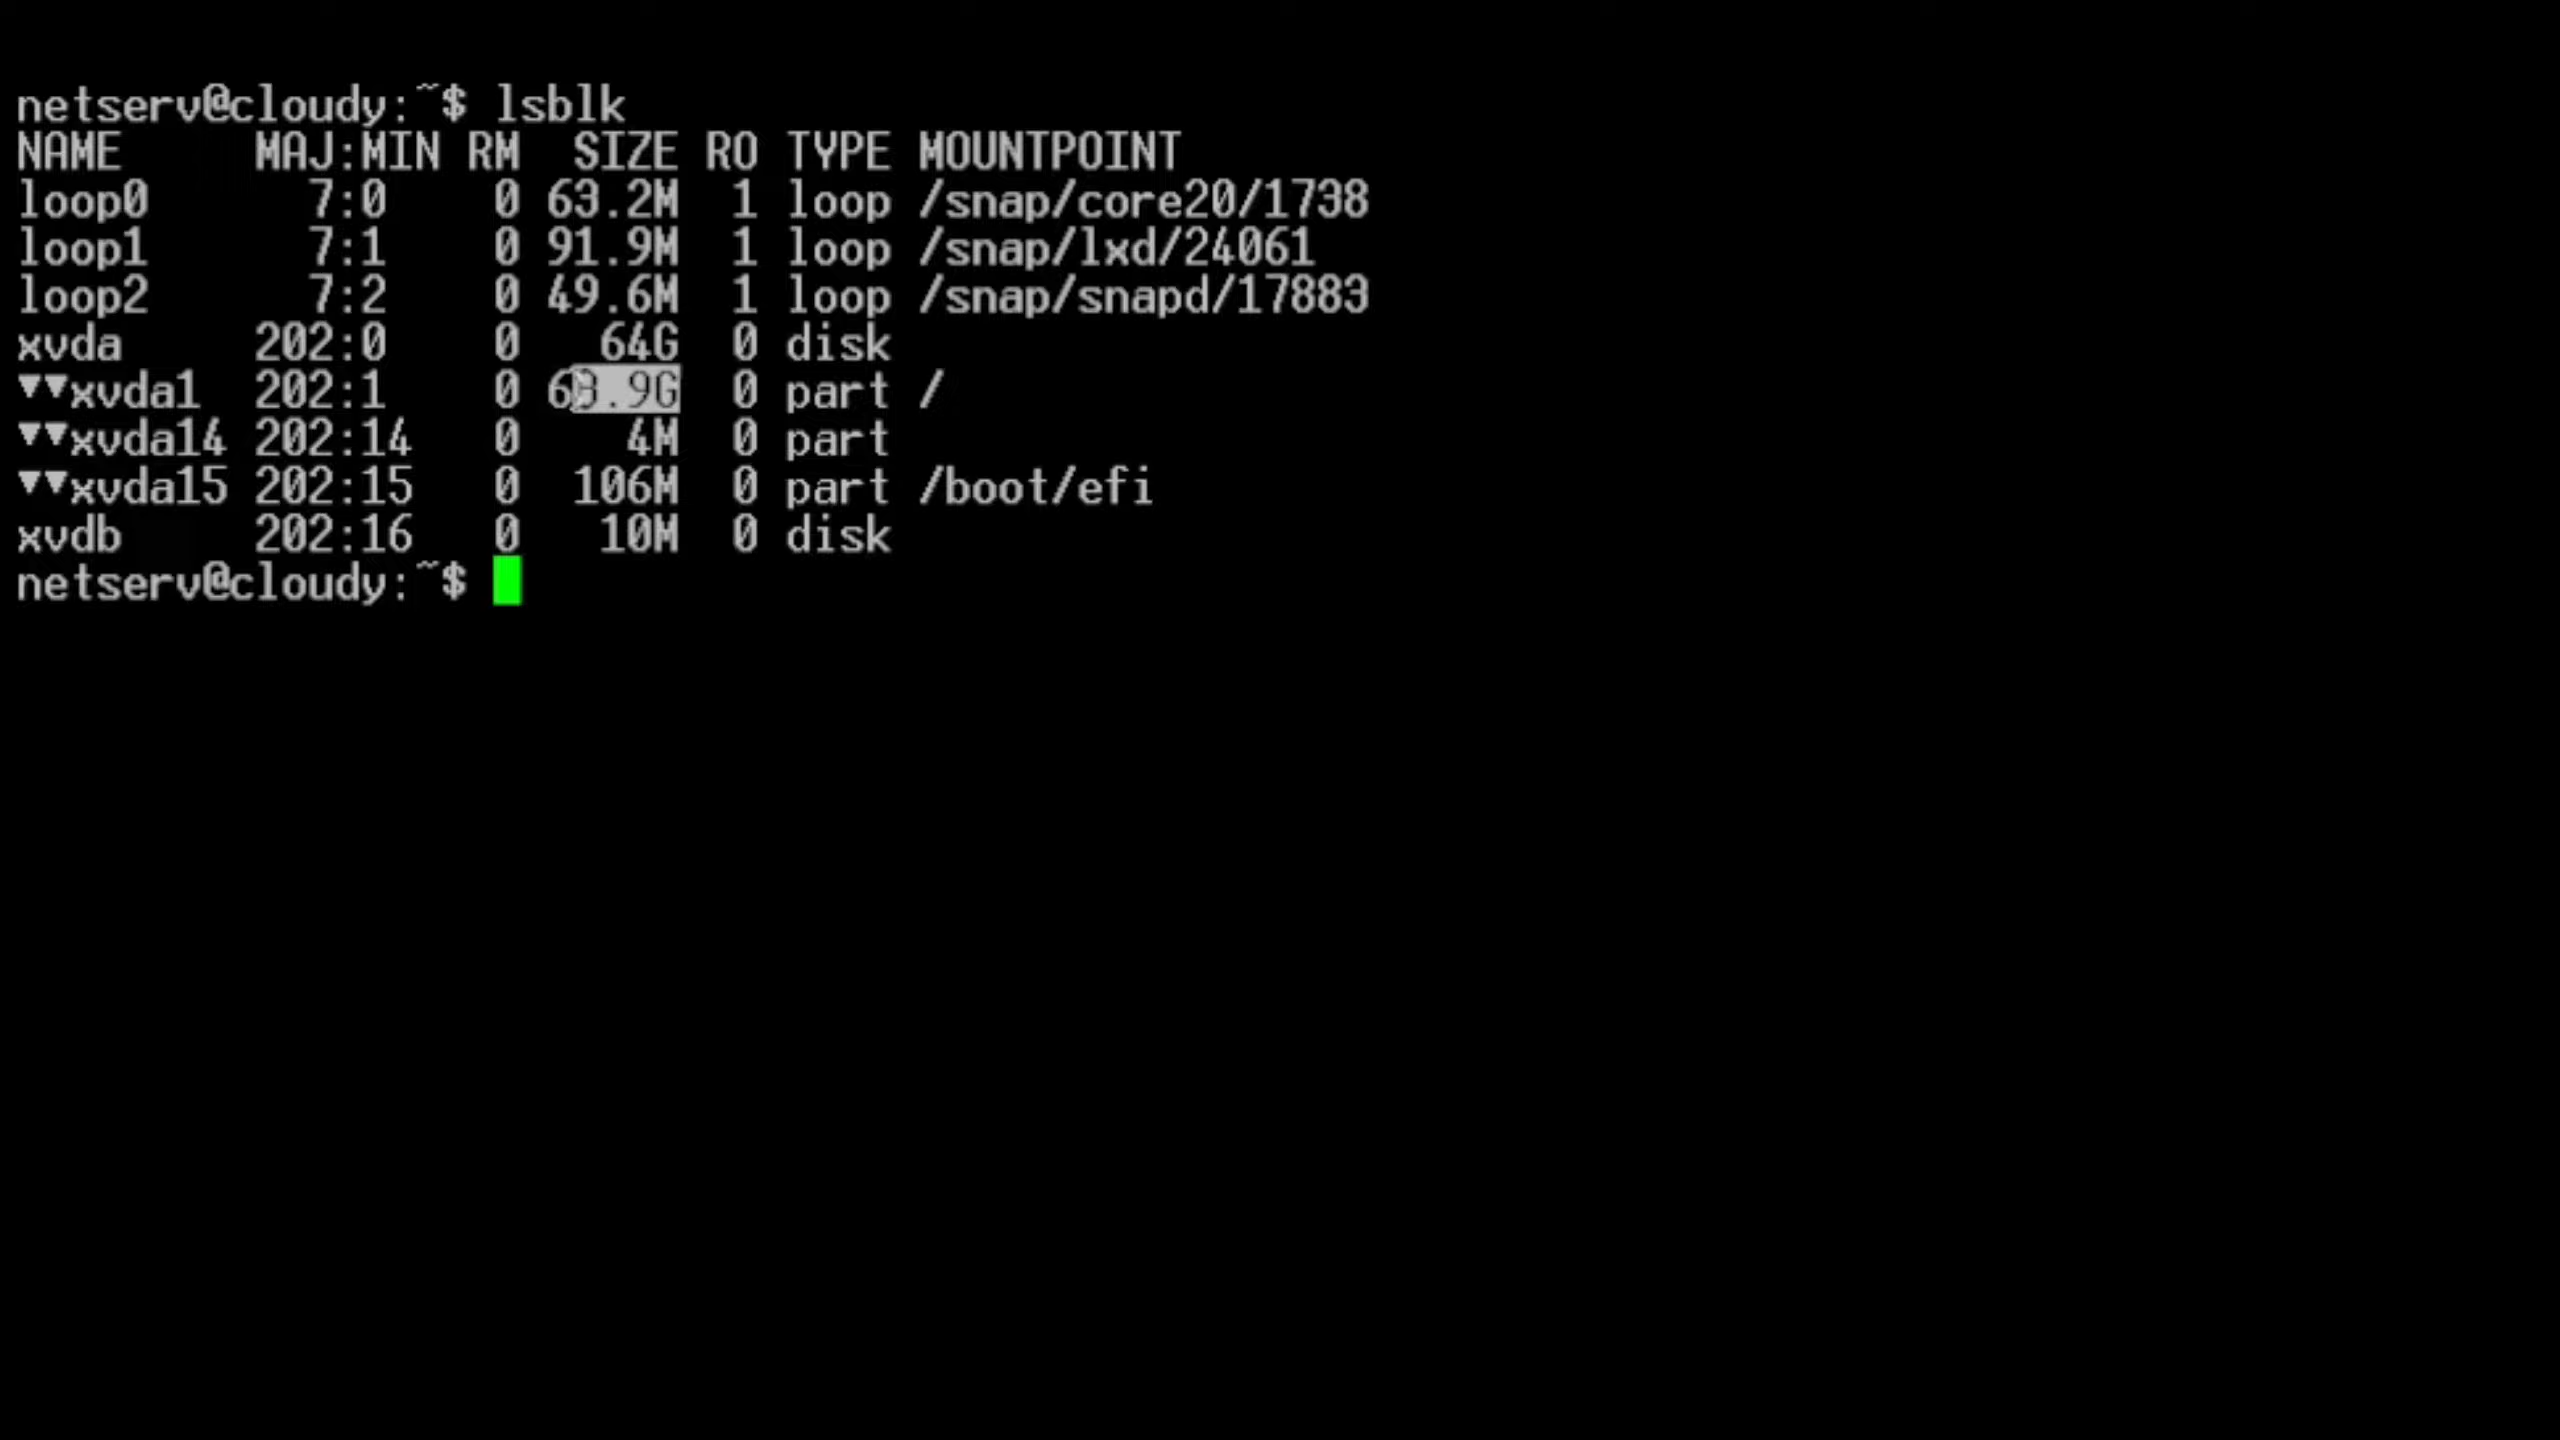 netserv@cloudy:~$ lsblk
NAME     MAJ:MIN RM   SIZE RO TYPE MOUNTPOINT
loop0      7:0    0 63.2M  1 loop /snap/core20/1738
loop1      7:1    0 91.9M  1 loop /snap/lxd/24061
loop2      7:2    0 49.6M  1 loop /snap/snapd/17883
xvda     202:0    0   64G  0 disk
▼▼xvda1  202:1    0 63.9G  0 part /
▼▼xvda14 202:14   0    4M  0 part
▼▼xvda15 202:15   0  106M  0 part /boot/efi
xvdb     202:16   0   10M  0 disk
netserv@cloudy:~$